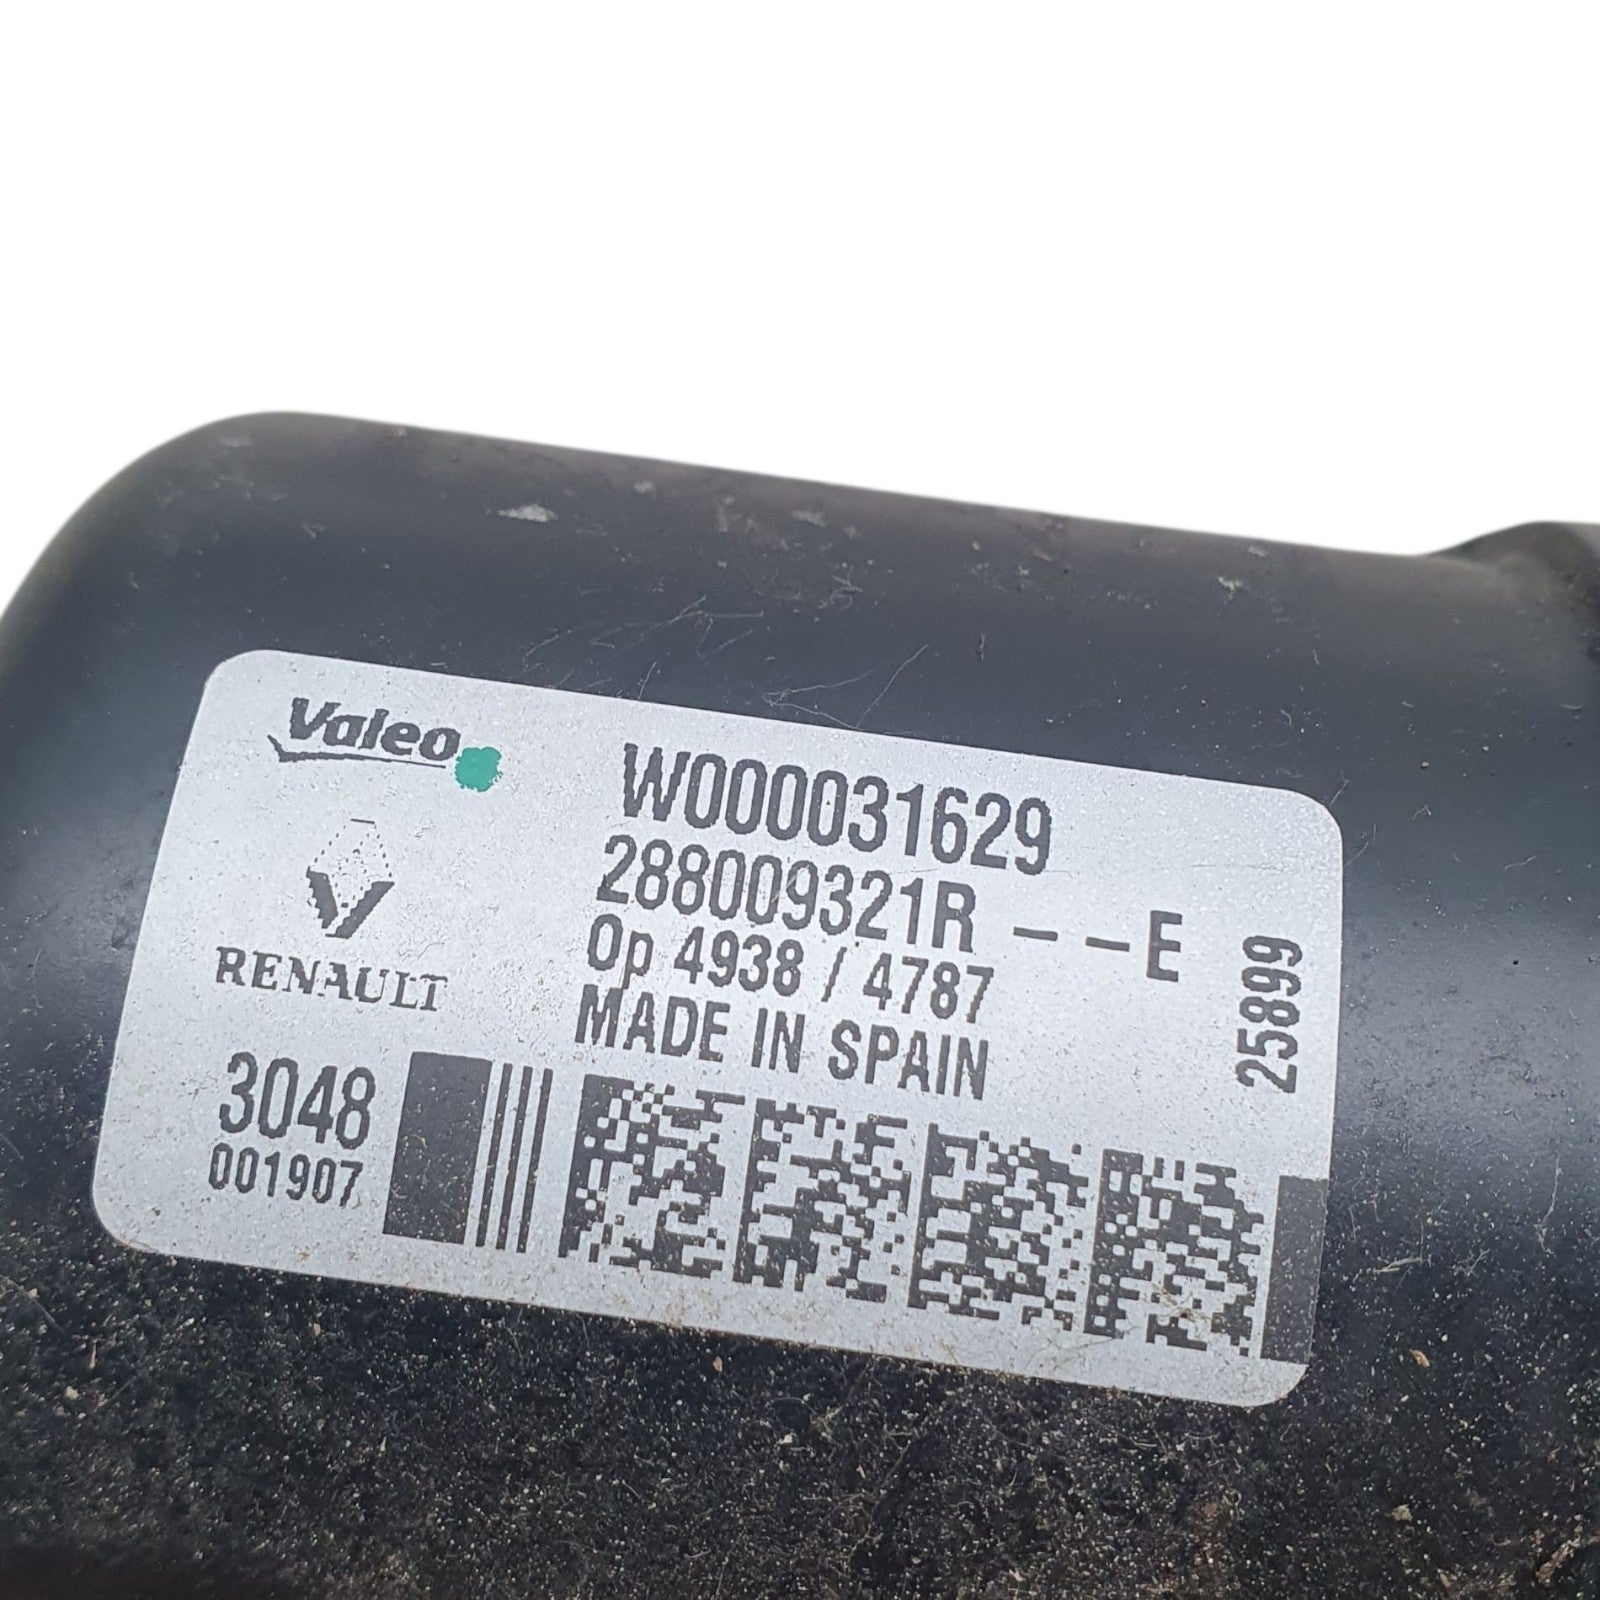 Valeo
W000031629
288009321R - - E
Op 4938 / 4787
MADE IN SPAIN
RENAULT
25899
3048
001907